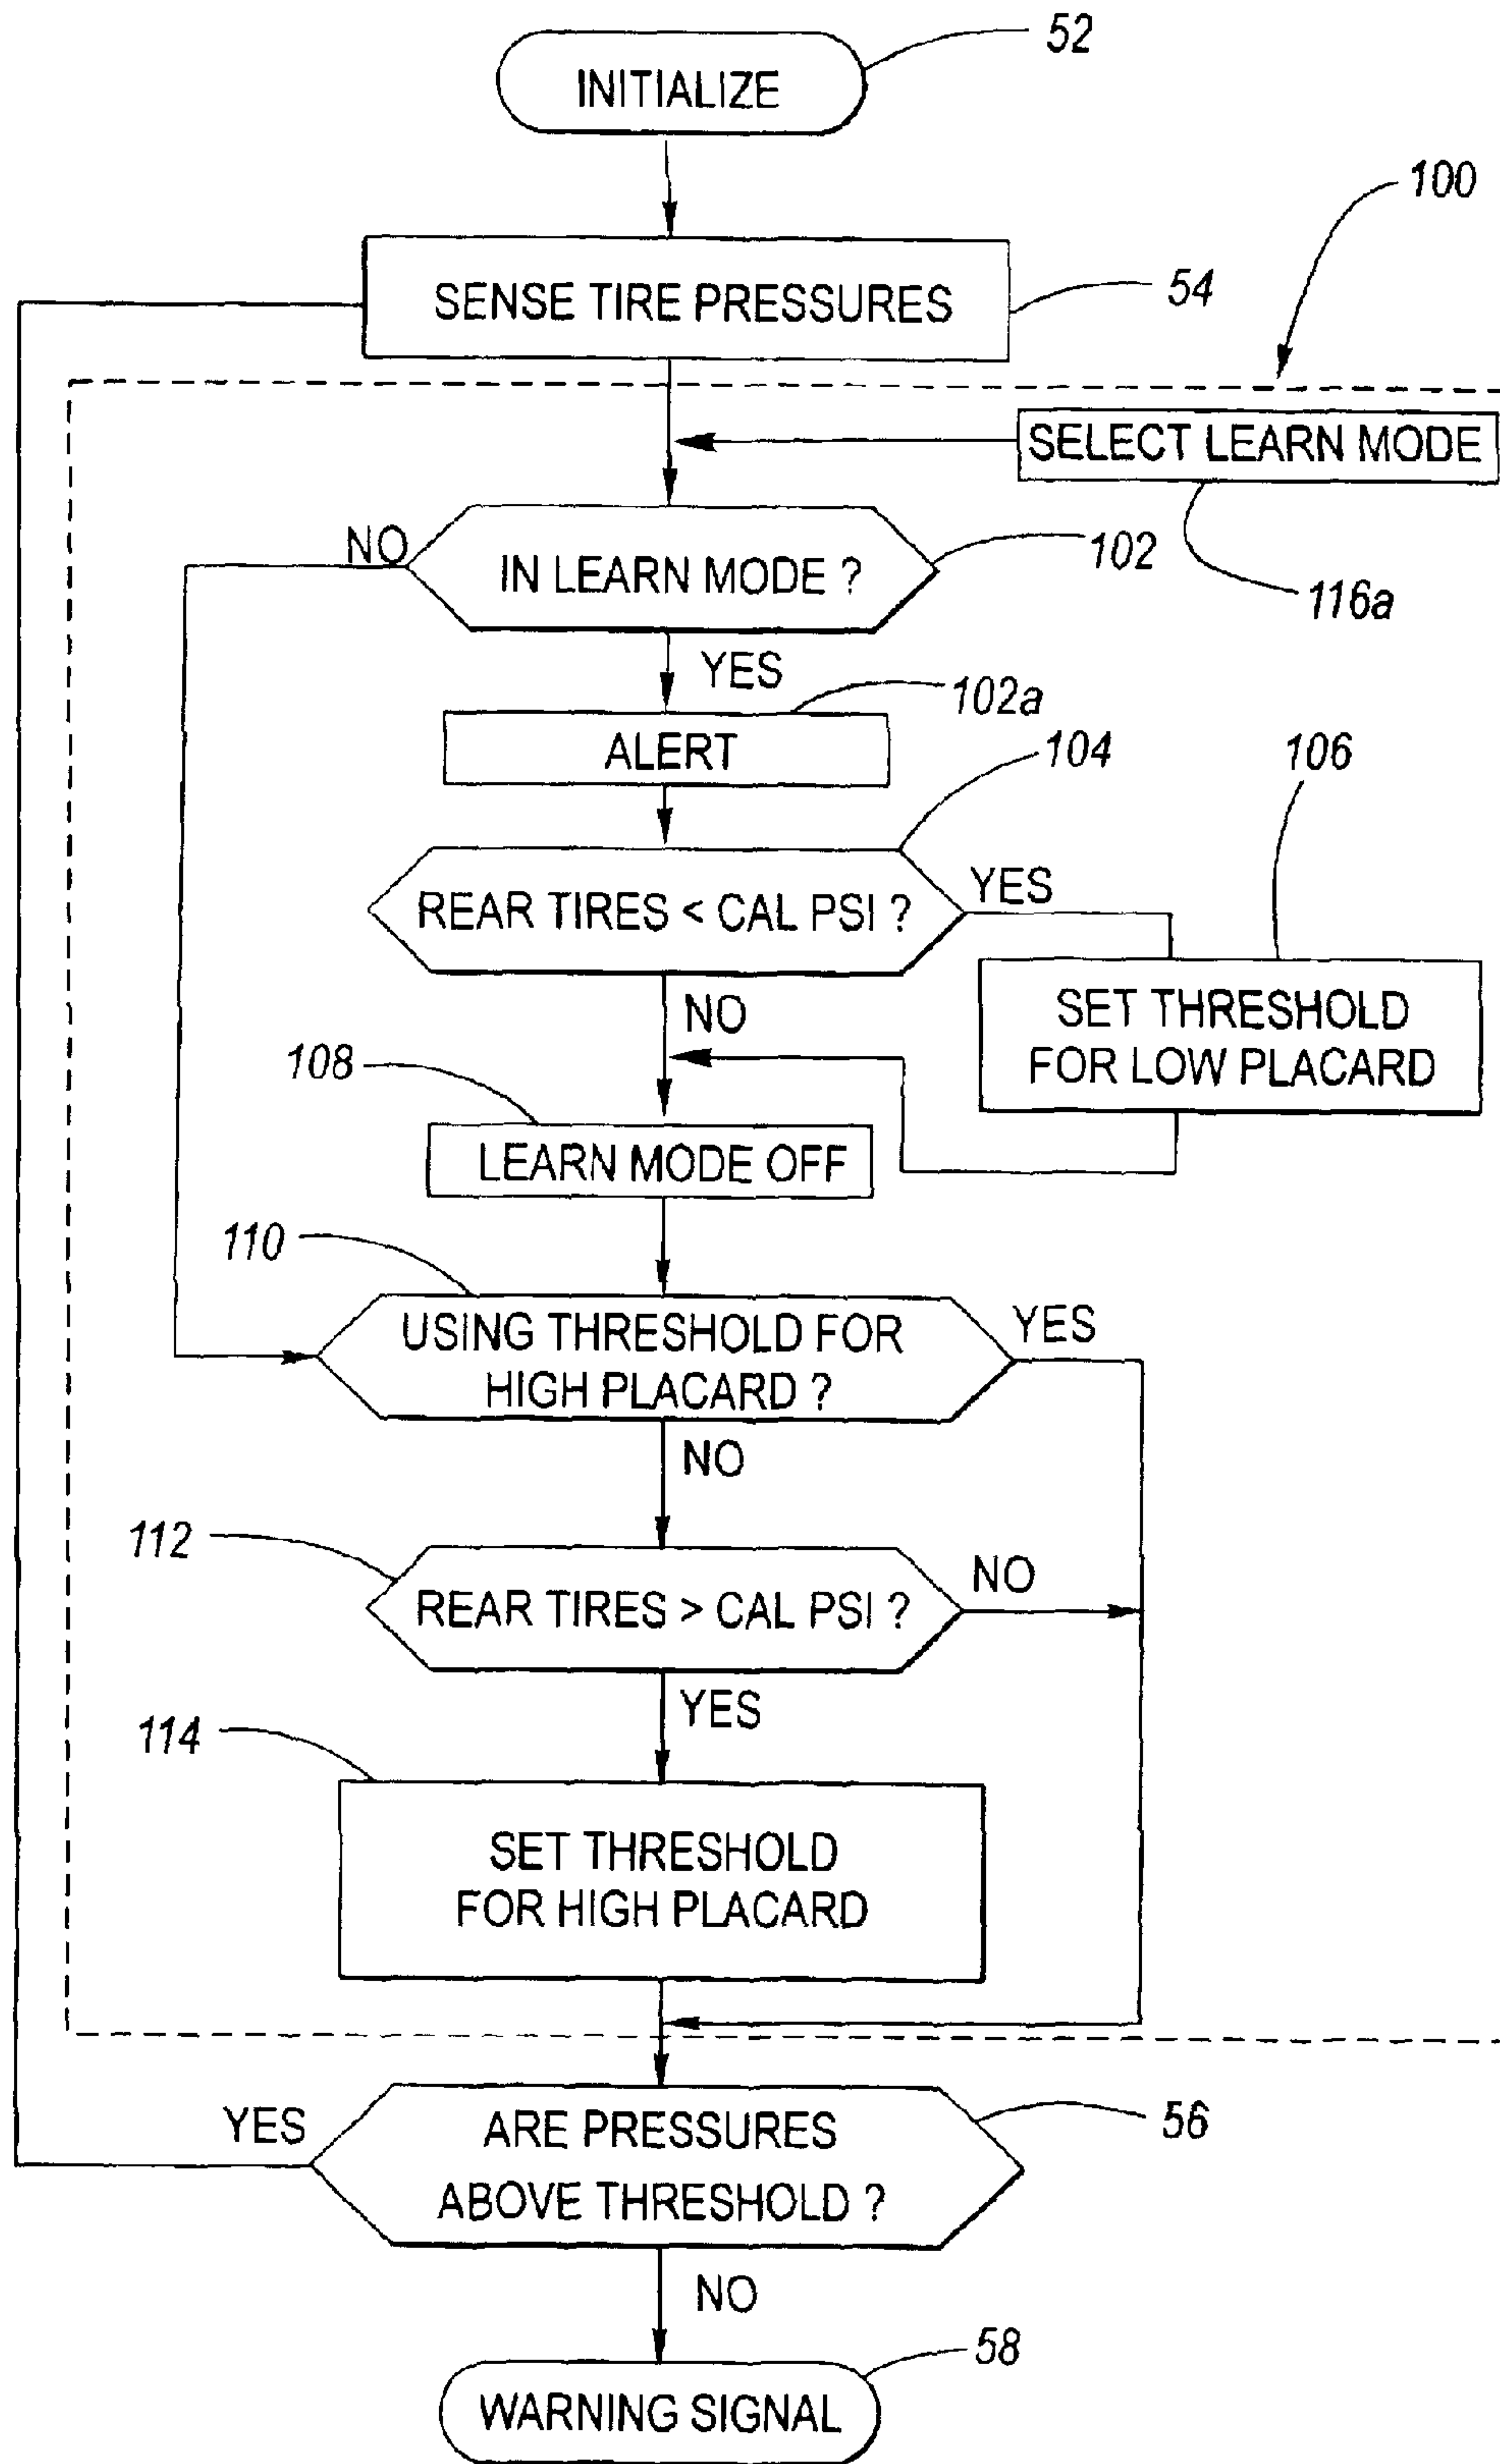 52
INITIALIZE
100
SENSE TIRE PRESSURES
54
SELECT LEARN MODE
NO
IN LEARN MODE ?
102
116a
YES
102a
ALERT
104
106
REAR TIRES < CAL PSI ?
YES
SET THRESHOLD
FOR LOW PLACARD
NO
108
LEARN MODE OFF
110
USING THRESHOLD FOR
HIGH PLACARD ?
YES
NO
112
REAR TIRES > CAL PSI ?
NO
YES
114
SET THRESHOLD
FOR HIGH PLACARD
YES
ARE PRESSURES
ABOVE THRESHOLD ?
56
NO
58
WARNING SIGNAL